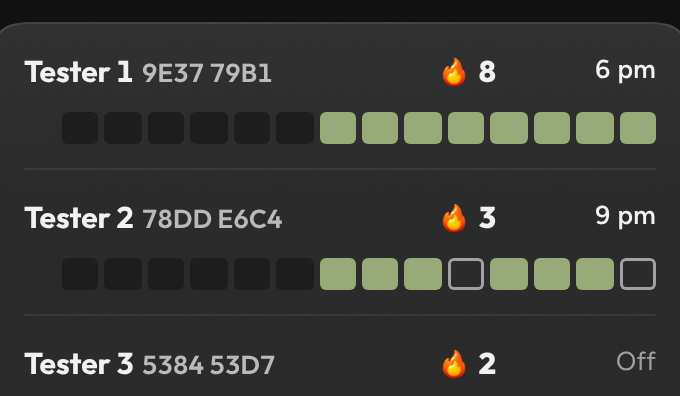 Tester 1 9E37 79B1 🔥 8 6 pm
Tester 2 78DD E6C4 🔥 3 9 pm
Tester 3 5384 53D7 🔥 2 Off